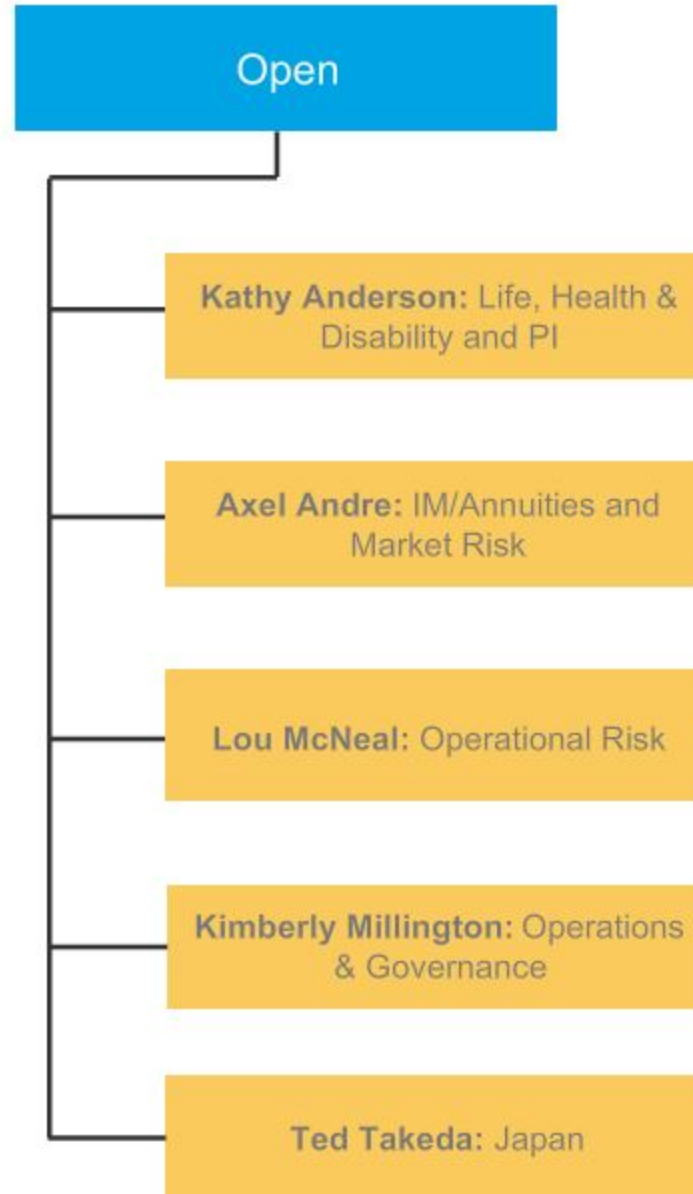 Open
Kathy Anderson: Life, Health &
Disability and PI
Axel Andre: IM/Annuities and
Market Risk
Lou McNeal: Operational Risk
Kimberly Millington: Operations
& Governance
Ted Takeda: Japan